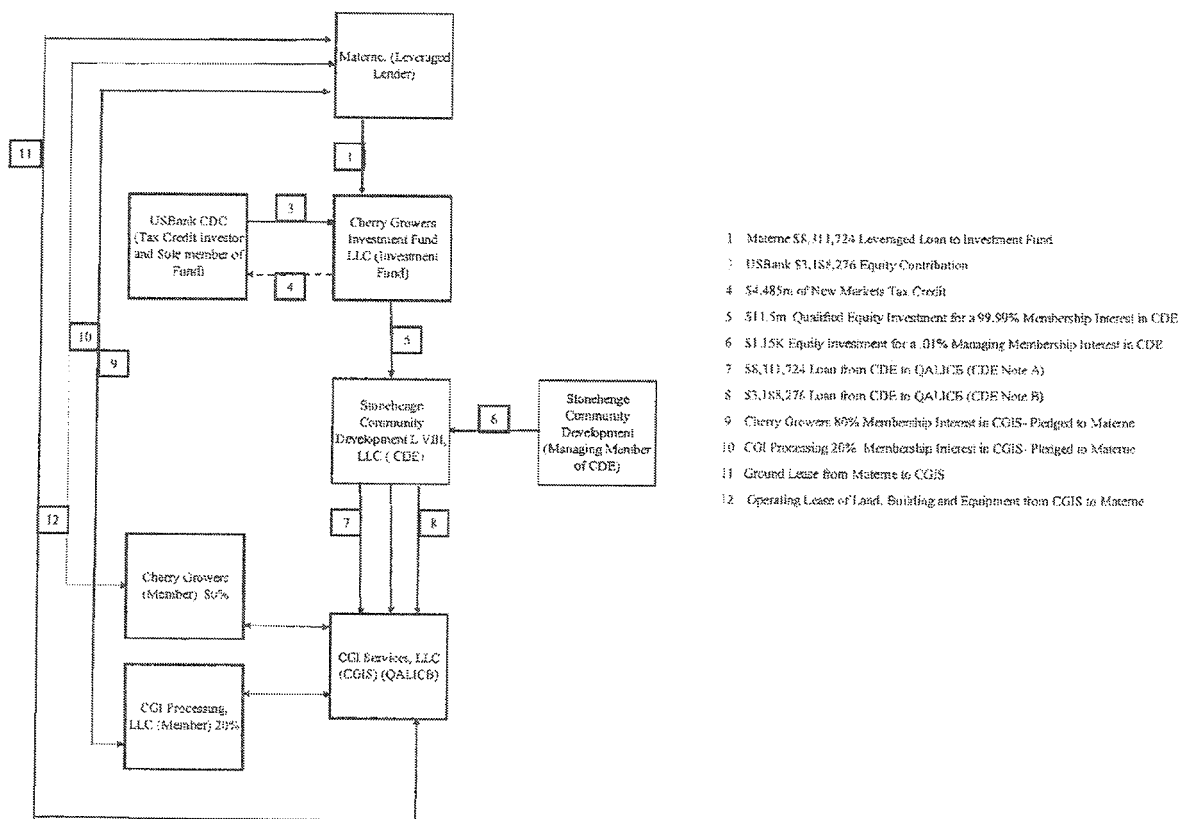 Materne. (Leveraged
Lender)
11
1
USBank CDC
(Tax Credit investor
and Sole member of
Fund)
3
4
Cherry Growers
Investment Fund
LLC (Investment
Fund)
10
9
5
Stonehenge
Community
Development
LLC ( CDE)
6
Stonehenge
Community
Development
(Managing Member
of CDE)
12
7
8
Cherry Growers
(Member) 80%
CGI Services, LLC
(CGIS) (QALICB)
CGI Processing,
LLC (Member) 20%
1 Materne $8,311,724 Leveraged Loan to Investment Fund
USBank $3,188,276 Equity Contribution
4 $4.485m of New Markets Tax Credit
5 $11.5m Qualified Equity Investment for a 99.99% Membership Interest in CDE
6 $1.15K Equity Investment for a .01% Managing Membership Interest in CDE
7 $8,311,724 Loan from CDE to QALICB (CDE Note A)
8 $3,188,276 Loan from CDE to QALICB (CDE Note B)
9 Cherry Growers 80% Membership Interest in CGIS- Pledged to Materne
10 CGI Processing 20% Membership Interest in CGIS- Pledged to Materne
11 Ground Lease from Materne to CGIS
12 Operating Lease of Land, Building and Equipment from CGIS to Materne